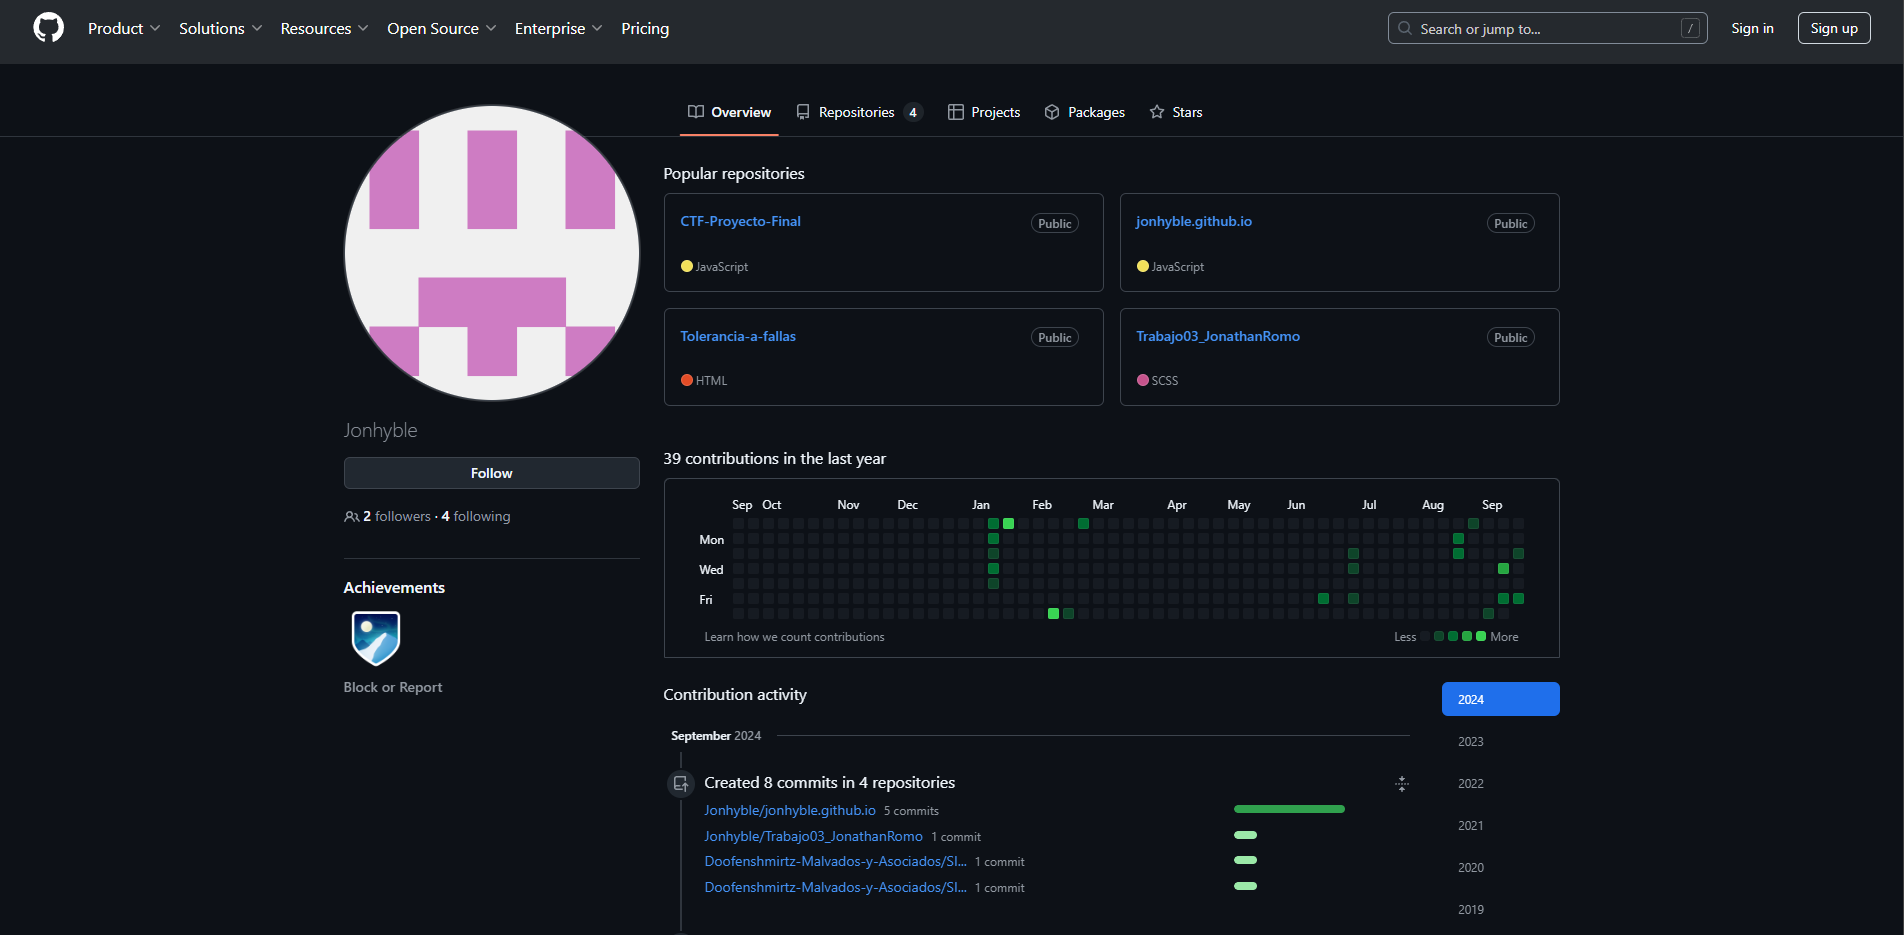 Product Solutions Resources Open Source Enterprise Pricing Search or jump to... / Sign in Sign up
Overview Repositories 4 Projects Packages Stars
Jonhyble
Follow
2 followers · 4 following
Achievements
Block or Report
Popular repositories
CTF-Proyecto-Final Public
JavaScript
jonhyble.github.io Public
JavaScript
Tolerancia-a-fallas Public
HTML
Trabajo03_JonathanRomo Public
SCSS
39 contributions in the last year
Sep Oct Nov Dec Jan Feb Mar Apr May Jun Jul Aug Sep
Mon
Wed
Fri
Learn how we count contributions Less More
Contribution activity
September 2024
Created 8 commits in 4 repositories
Jonhyble/jonhyble.github.io 5 commits
Jonhyble/Trabajo03_JonathanRomo 1 commit
Doofenshmirtz-Malvados-y-Asociados/SI... 1 commit
Doofenshmirtz-Malvados-y-Asociados/SI... 1 commit
2024
2023
2022
2021
2020
2019